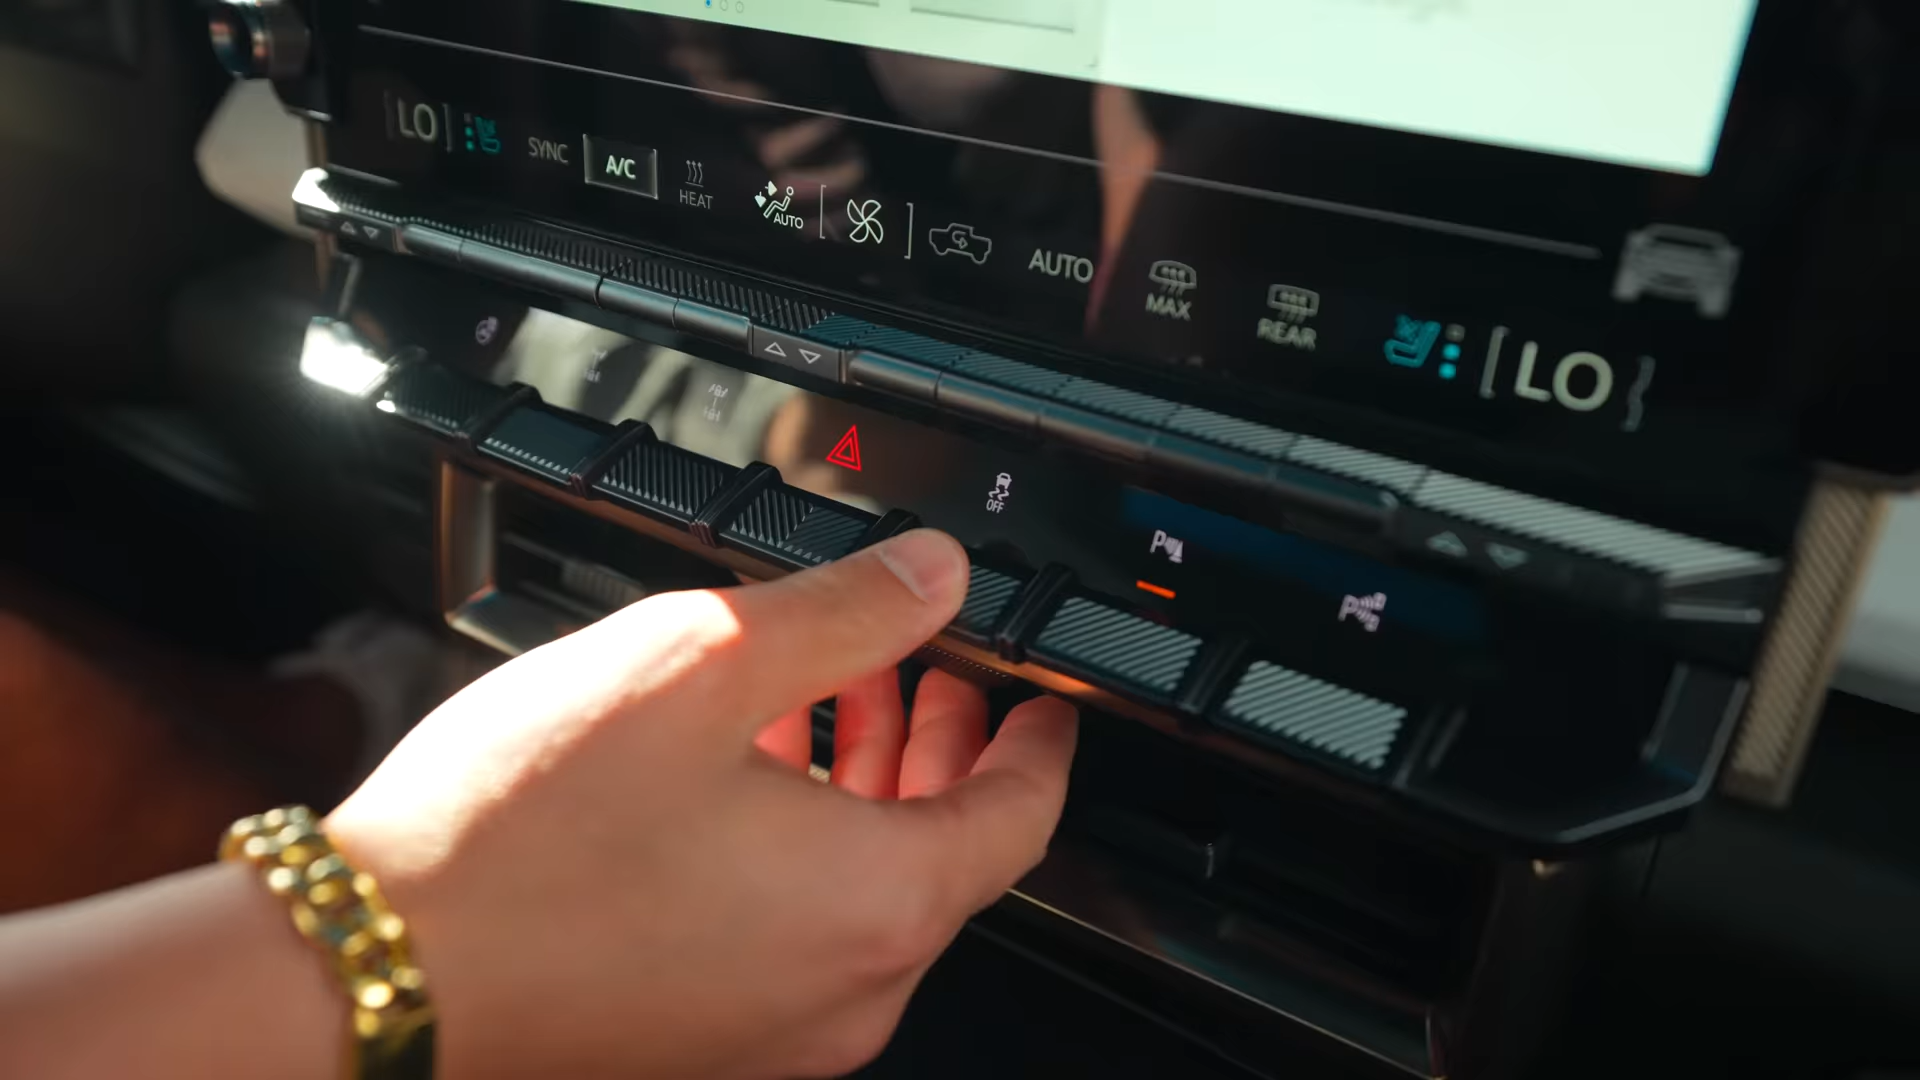 LO
SYNC
A/C
HEAT
AUTO
AUTO
MAX
REAR
LO
OFF
P
P